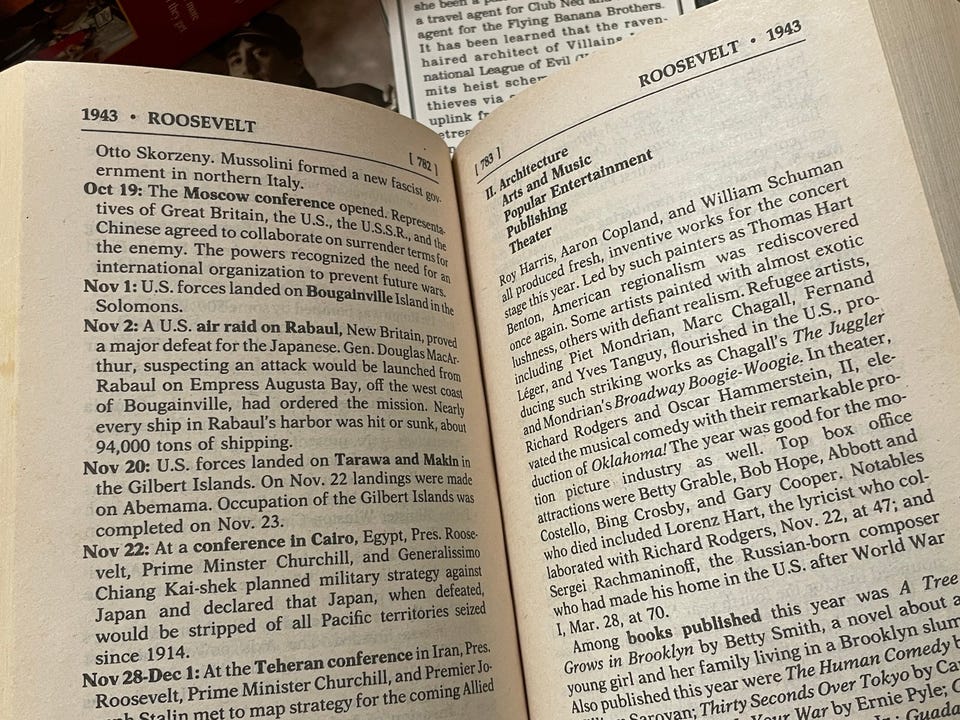 more
they get
she been a
a travel agent for Club Ned and
agent for the Flying Banana Brothers.
It has been learned that the raven-
haired architect of Villains
national League of Evil
mits heist schem
thieves via
uplink fr
etrea
1943 • ROOSEVELT
[ 782 ]
Otto Skorzeny. Mussolini formed a new fascist gov-
ernment in northern Italy.
Oct 19: The Moscow conference opened. Representa-
tives of Great Britain, the U.S., the U.S.S.R., and the
Chinese agreed to collaborate on surrender terms for
the enemy. The powers recognized the need for an
international organization to prevent future wars.
Nov 1: U.S. forces landed on Bougainville Island in the
Solomons.
Nov 2: A U.S. air raid on Rabaul, New Britain, proved
a major defeat for the Japanese. Gen. Douglas MacAr-
thur, suspecting an attack would be launched from
Rabaul on Empress Augusta Bay, off the west coast
of Bougainville, had ordered the mission. Nearly
every ship in Rabaul's harbor was hit or sunk, about
94,000 tons of shipping.
Nov 20: U.S. forces landed on Tarawa and Makin in
the Gilbert Islands. On Nov. 22 landings were made
on Abemama. Occupation of the Gilbert Islands was
completed on Nov. 23.
Nov 22: At a conference in Cairo, Egypt, Pres. Roose-
velt, Prime Minster Churchill, and Generalissimo
Chiang Kai-shek planned military strategy against
Japan and declared that Japan, when defeated,
would be stripped of all Pacific territories seized
since 1914.
Nov 28-Dec 1: At the Teheran conference in Iran, Pres.
Roosevelt, Prime Minister Churchill, and Premier Jo-
seph Stalin met to map strategy for the coming Allied
ROOSEVELT • 1943
[ 783 ]
II. Architecture
Arts and Music
Popular Entertainment
Publishing
Theater
Roy Harris, Aaron Copland, and William Schuman
all produced fresh, inventive works for the concert
stage this year. Led by such painters as Thomas Hart
Benton, American regionalism was rediscovered
once again. Some artists painted with almost exotic
lushness, others with defiant realism. Refugee artists,
including Piet Mondrian, Marc Chagall, Fernand
Léger, and Yves Tanguy, flourished in the U.S., pro-
ducing such striking works as Chagall's The Juggler
and Mondrian's Broadway Boogie-Woogie. In theater,
Richard Rodgers and Oscar Hammerstein, II, ele-
vated the musical comedy with their remarkable pro-
duction of Oklahoma! The year was good for the mo-
tion picture industry as well. Top box office
attractions were Betty Grable, Bob Hope, Abbott and
Costello, Bing Crosby, and Gary Cooper. Notables
who died included Lorenz Hart, the lyricist who col-
laborated with Richard Rodgers, Nov. 22, at 47; and
Sergei Rachmaninoff, the Russian-born composer
who had made his home in the U.S. after World War
I, Mar. 28, at 70.
Among books published this year was A Tree
Grows in Brooklyn by Betty Smith, a novel about a
young girl and her family living in a Brooklyn slum
Also published this year were The Human Comedy b
Saroyan; Thirty Seconds Over Tokyo by Ca
Your War by Ernie Pyle; G
Guada